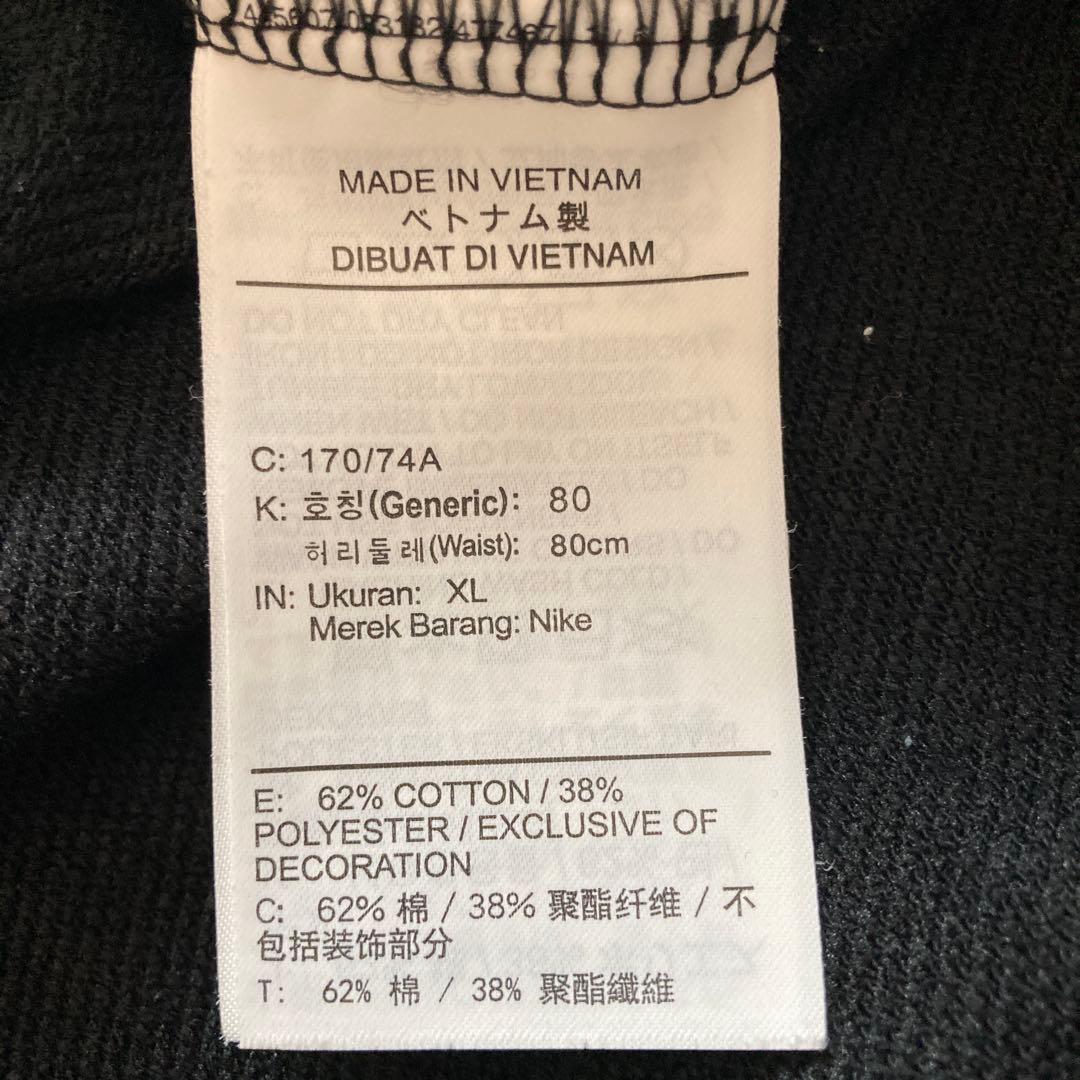 MADE IN VIETNAM
ベトナム製
DIBUAT DI VIETNAM
C: 170/74A
K: 호칭(Generic): 80
허리둘레(Waist): 80cm
IN: Ukuran: XL
Merek Barang: Nike
E: 62% COTTON / 38%
POLYESTER / EXCLUSIVE OF
DECORATION
C: 62% 棉 / 38% 聚酯纤维 / 不
包括装饰部分
T: 62% 棉 / 38% 聚酯纖維